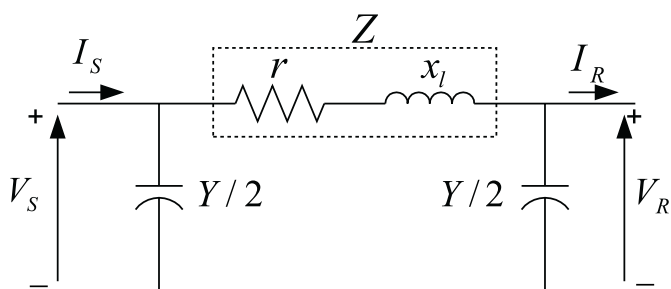 Z
I_S
r
x_l
I_R
+
+
V_S
Y / 2
Y / 2
V_R
−
−